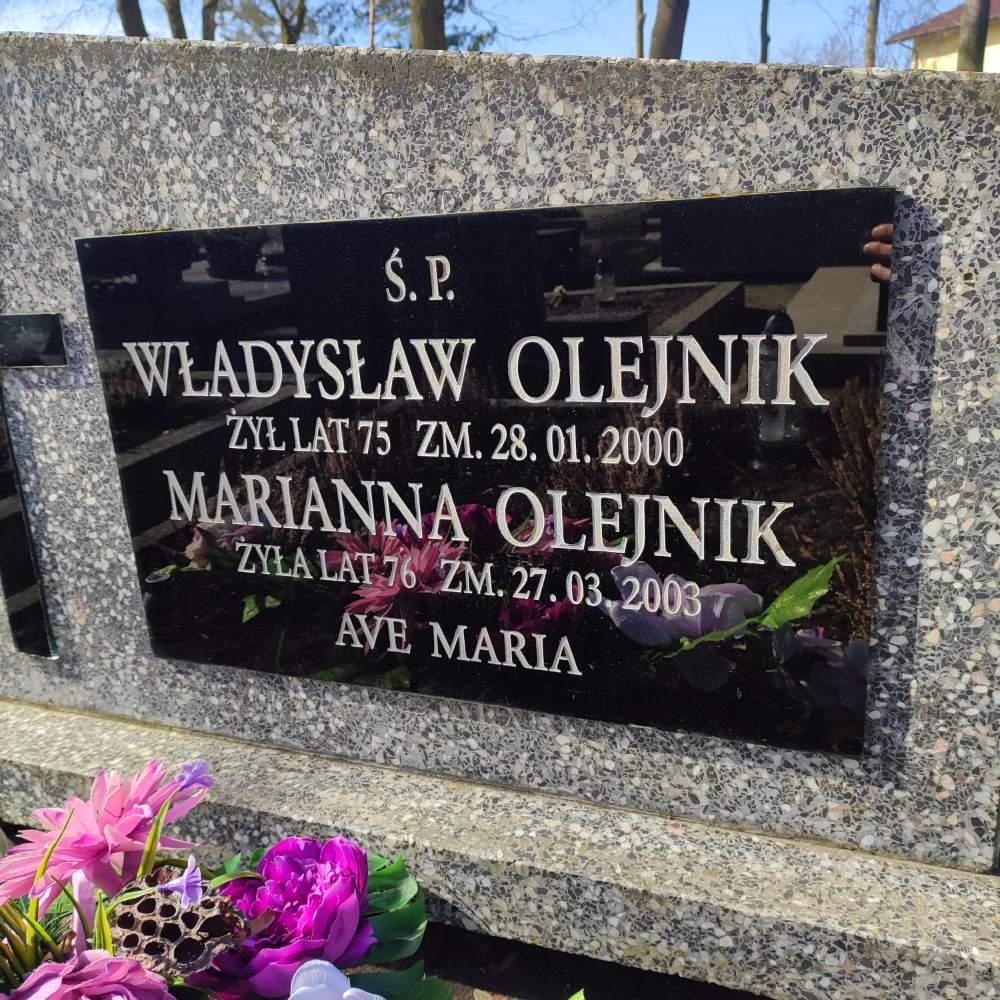 Ś. P.
WŁADYSŁAW OLEJNIK
ŻYŁ LAT 75 ZM. 28. 01. 2000
MARIANNA OLEJNIK
ŻYŁA LAT 76 ZM. 27. 03. 2003
AVE MARIA